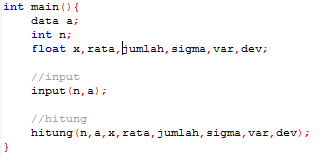 int main(){
data a;
int n;
float x,rata,jumlah,sigma,var,dev;
//input
input(n,a);
//hitung
hitung(n,a,x,rata,jumlah,sigma,var,dev);
}